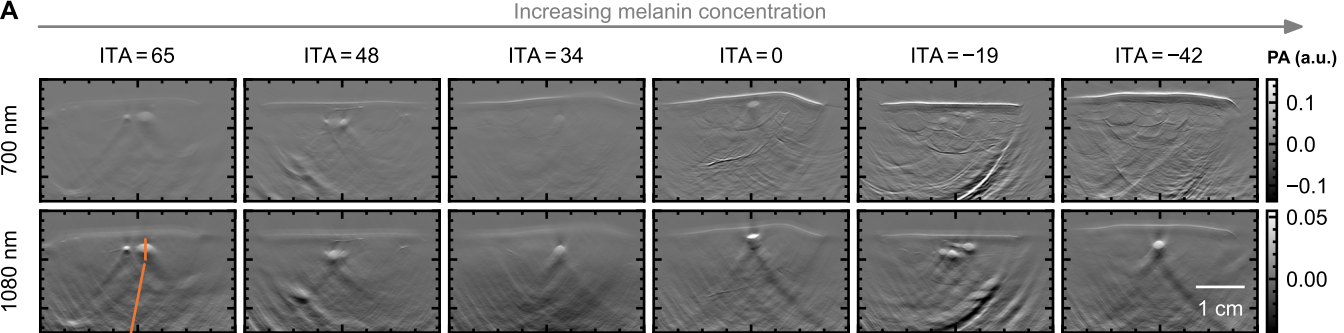 A
Increasing melanin concentration
ITA = 65 ITA = 48 ITA = 34 ITA = 0 ITA = −19 ITA = −42 PA (a.u.)
700 nm
0.1
0.0
−0.1
1080 nm
0.05
0.00
1 cm